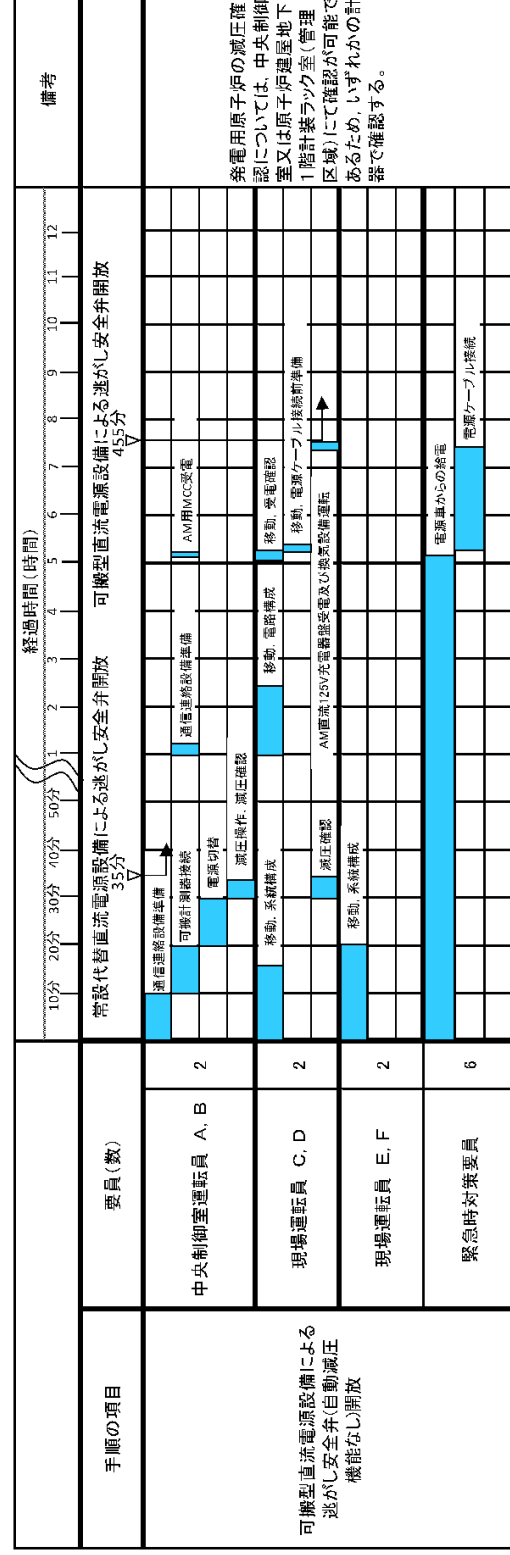 手順の項目
要員(数)
経過時間(時間)
備考
10分 20分 30分 40分 50分 1 2 3 4 5 6 7 8 9 10 11 12
常設代替直流電源設備による逃がし安全弁開放
35分
可搬型直流電源設備による逃がし安全弁開放
455分
可搬型直流電源設備による
逃がし安全弁(自動減圧
機能なし)開放
中央制御室運転員 A, B
2
通信連絡設備準備
可搬計測器接続
電源切替
減圧操作, 減圧確認
通信連絡設備準備
AM用MCC受電
現場運転員 C, D
2
移動, 系統構成
減圧確認
移動, 電路構成
移動, 受電確認
移動, 電源ケーブル接続前準備
AM直流125V充電器盤受電及び換気設備運転
現場運転員 E, F
2
移動, 系統構成
緊急時対策要員
6
電源車からの給電
電源ケーブル接続
発電用原子炉の減圧確
認については, 中央制御
室又は原子炉建屋地下
1階計装ラック室(管理
区域)にて確認が可能で
あるため, いずれかの計
器で確認する。